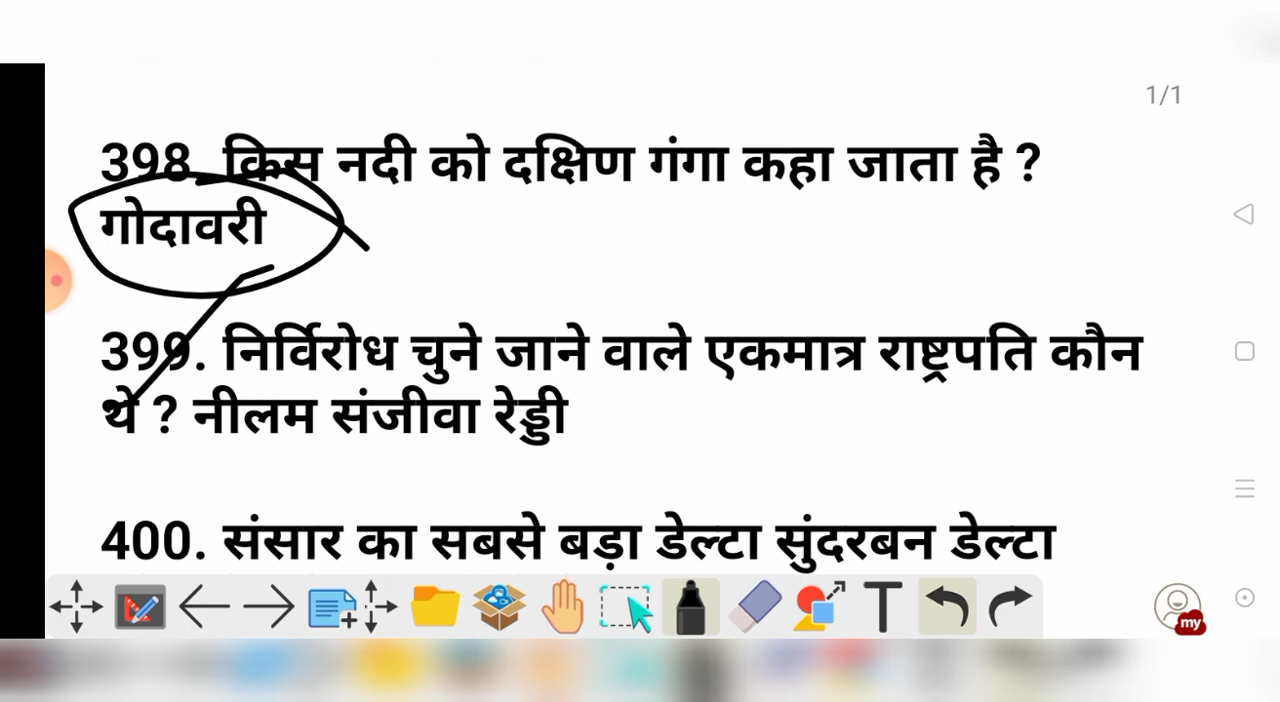 1/1
398. किस नदी को दक्षिण गंगा कहा जाता है ?
गोदावरी
399. निर्विरोध चुने जाने वाले एकमात्र राष्ट्रपति कौन
थे ? नीलम संजीवा रेड्डी
400. संसार का सबसे बड़ा डेल्टा सुंदरबन डेल्टा
T
my